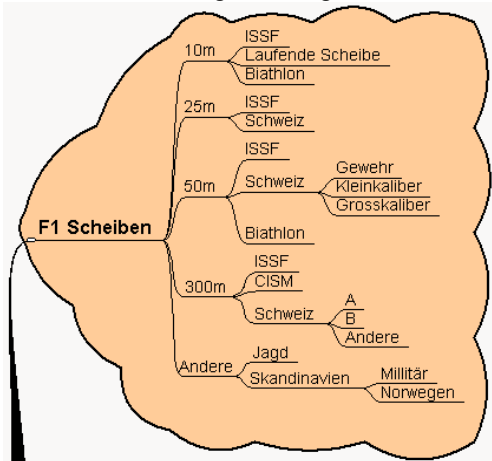 10m
ISSF
Laufende Scheibe
Biathlon
25m
ISSF
Schweiz
50m
ISSF
Schweiz
Gewehr
Kleinkaliber
Grosskaliber
Biathlon
F1 Scheiben
300m
ISSF
CISM
Schweiz
A
B
Andere
Andere
Jagd
Skandinavien
Millitär
Norwegen